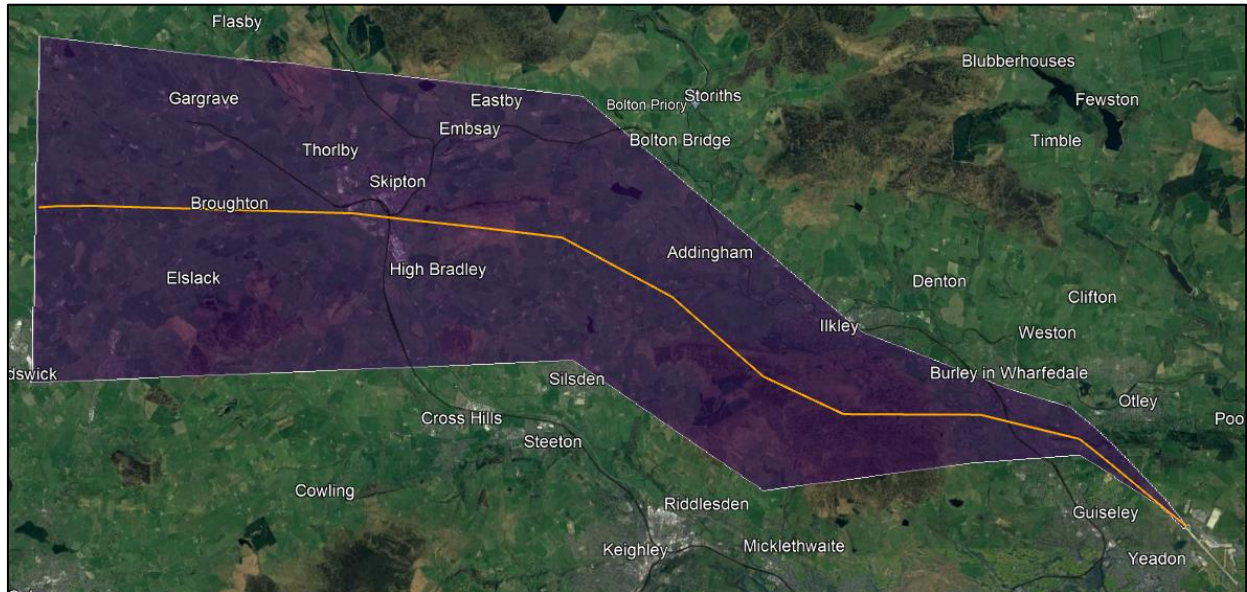 Flasby
Blubberhouses
Gargrave
Eastby
Bolton Priory
Storiths
Fewston
Embsay
Bolton Bridge
Timble
Thorlby
Skipton
Broughton
Addingham
High Bradley
Elslack
Denton
Clifton
Ilkley
Weston
dswick
Silsden
Burley in Wharfedale
Otley
Cross Hills
Poo
Steeton
Cowling
Riddlesden
Guiseley
Keighley
Micklethwaite
Yeadon